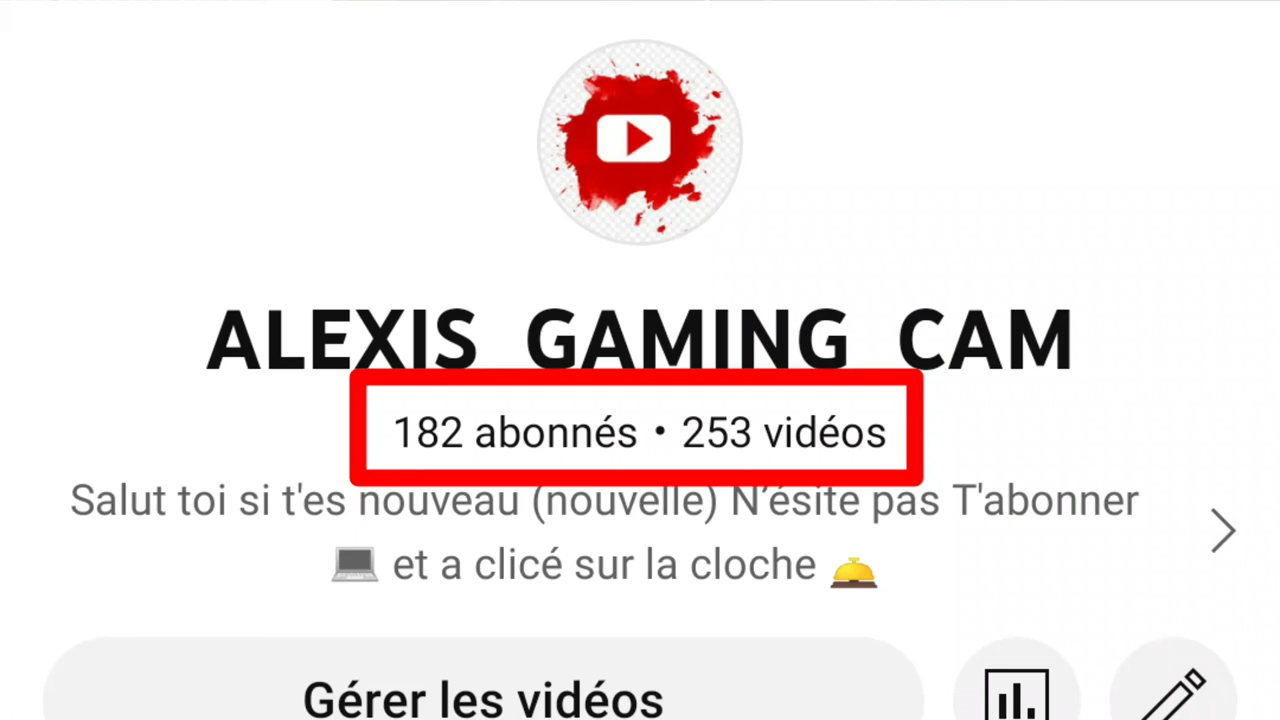 ALEXIS GAMING CAM
182 abonnés • 253 vidéos
Salut toi si t'es nouveau (nouvelle) N’ésite pas T'abonner
💻 et a clicé sur la cloche 🛎️
Gérer les vidéos